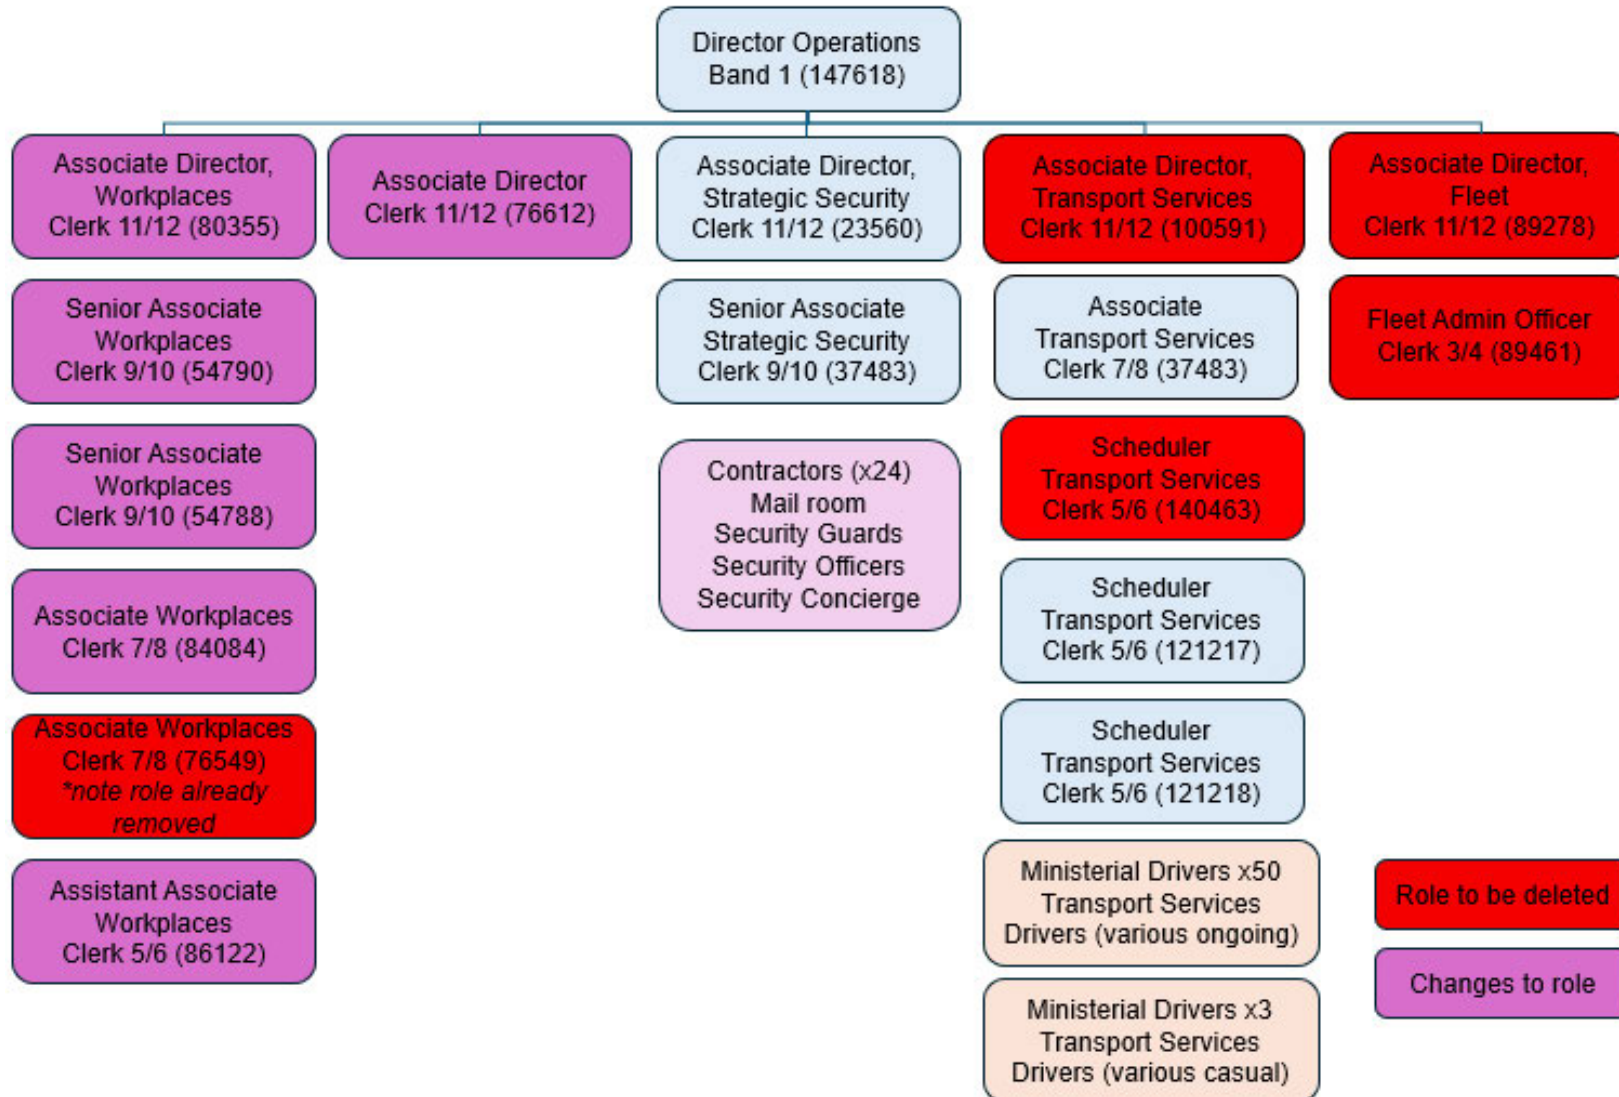 Director Operations
Band 1 (147618)
Associate Director,
Workplaces
Clerk 11/12 (80355)
Associate Director
Clerk 11/12 (76612)
Associate Director,
Strategic Security
Clerk 11/12 (23560)
Associate Director,
Transport Services
Clerk 11/12 (100591)
Associate Director,
Fleet
Clerk 11/12 (89278)
Senior Associate
Workplaces
Clerk 9/10 (54790)
Senior Associate
Strategic Security
Clerk 9/10 (37483)
Associate
Transport Services
Clerk 7/8 (37483)
Fleet Admin Officer
Clerk 3/4 (89461)
Senior Associate
Workplaces
Clerk 9/10 (54788)
Contractors (x24)
Mail room
Security Guards
Security Officers
Security Concierge
Scheduler
Transport Services
Clerk 5/6 (140463)
Associate Workplaces
Clerk 7/8 (84084)
Scheduler
Transport Services
Clerk 5/6 (121217)
Associate Workplaces
Clerk 7/8 (76549)
*note role already
removed
Scheduler
Transport Services
Clerk 5/6 (121218)
Assistant Associate
Workplaces
Clerk 5/6 (86122)
Ministerial Drivers x50
Transport Services
Drivers (various ongoing)
Role to be deleted
Changes to role
Ministerial Drivers x3
Transport Services
Drivers (various casual)